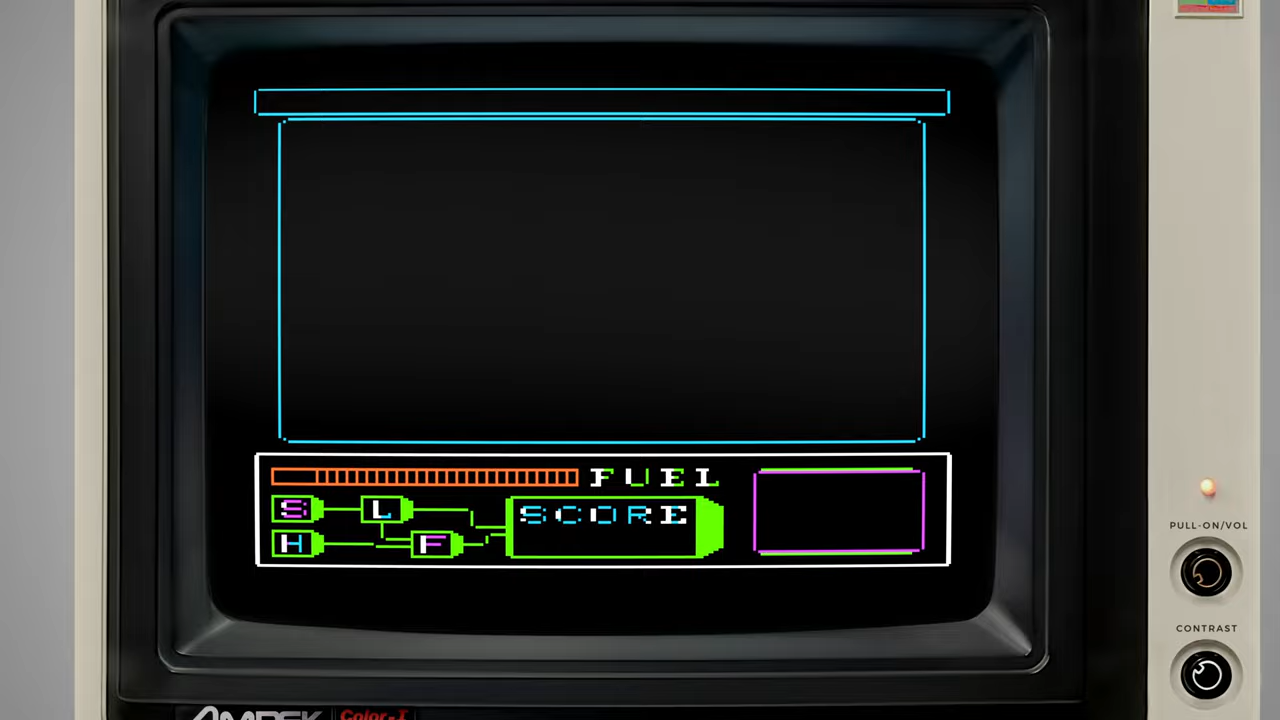 FUEL
S L
SCORE
H F
PULL-ON/VOL
CONTRAST
AMDEK Color-I